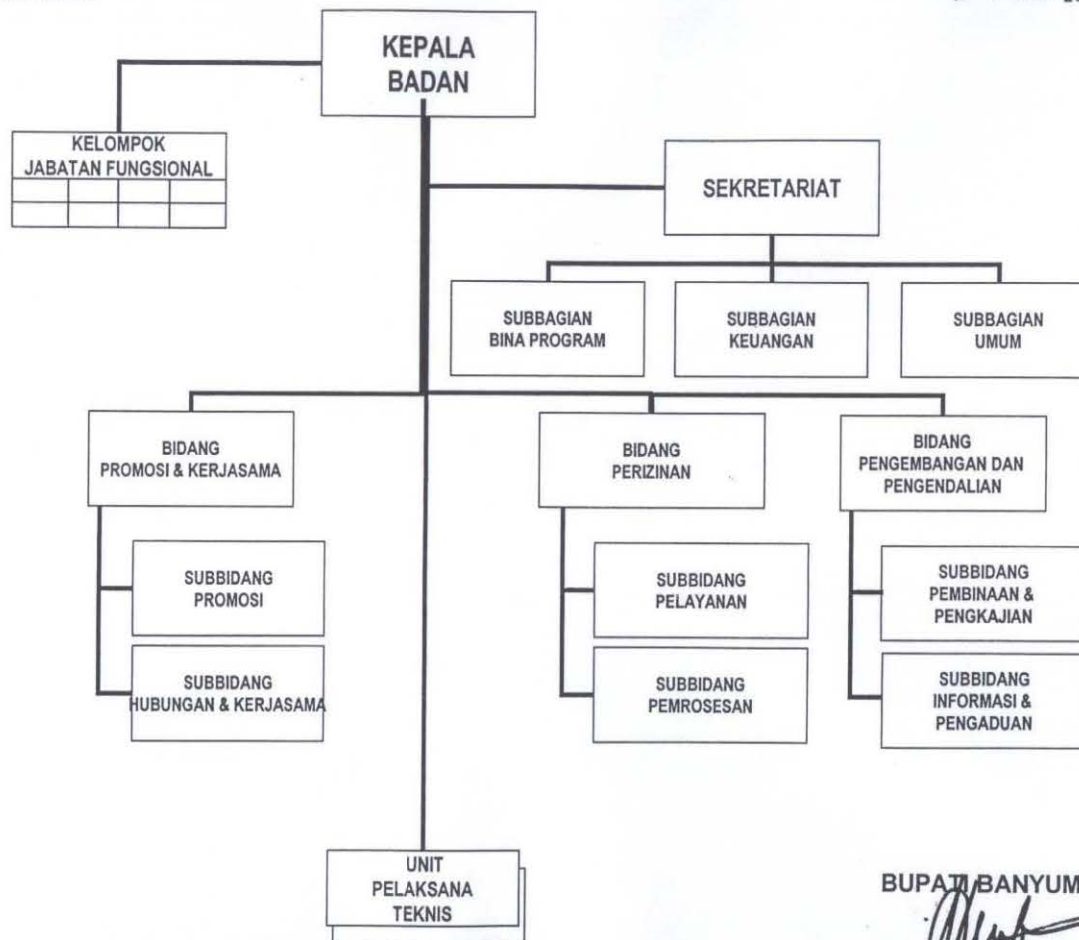 KEPALA
BADAN
KELOMPOK
JABATAN FUNGSIONAL
SEKRETARIAT
SUBBAGIAN
BINA PROGRAM
SUBBAGIAN
KEUANGAN
SUBBAGIAN
UMUM
BIDANG
PROMOSI & KERJASAMA
BIDANG
PERIZINAN
BIDANG
PENGEMBANGAN DAN
PENGENDALIAN
SUBBIDANG
PROMOSI
SUBBIDANG
PELAYANAN
SUBBIDANG
PEMBINAAN &
PENGKAJIAN
SUBBIDANG
HUBUNGAN & KERJASAMA
SUBBIDANG
PEMROSESAN
SUBBIDANG
INFORMASI &
PENGADUAN
UNIT
PELAKSANA
TEKNIS
BUPATI BANYUM